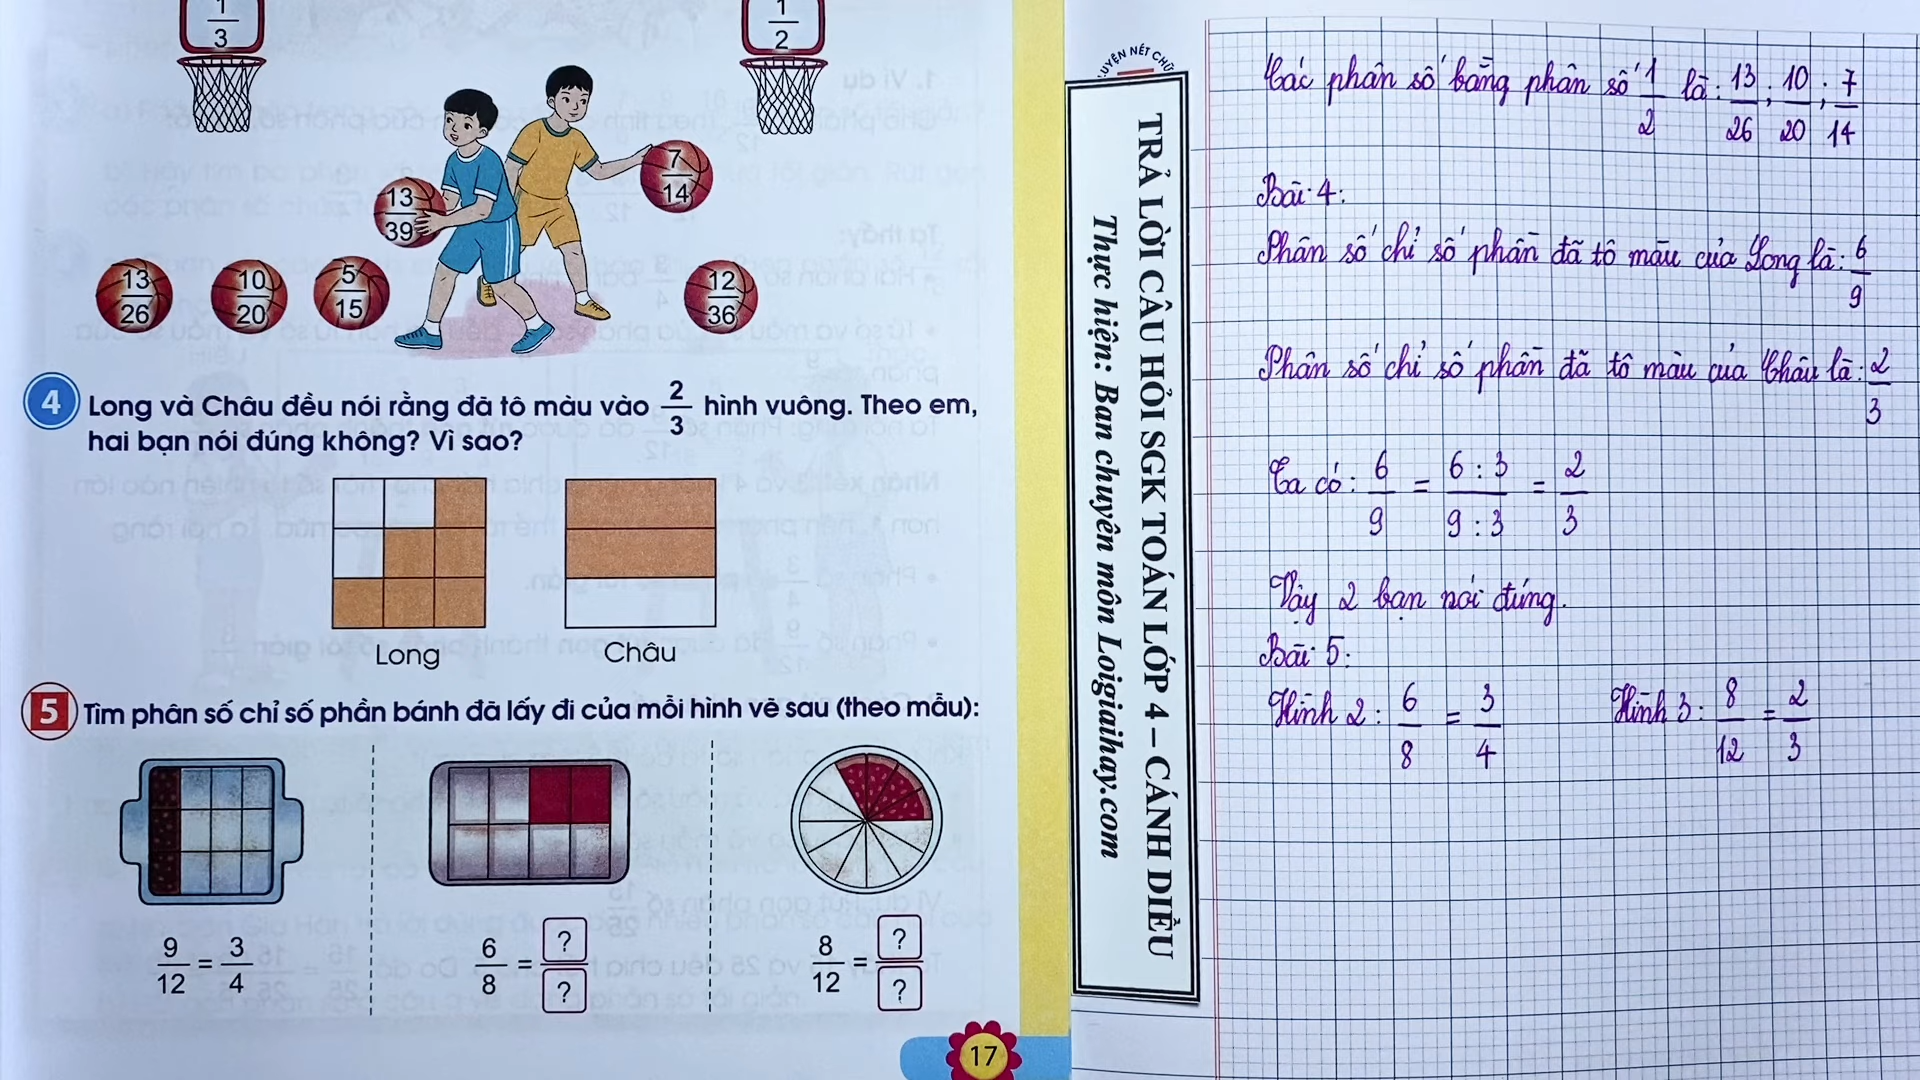 1
3
1
2
7
14
13
39
13
26
10
20
5
15
12
36
4 Long và Châu đều nói rằng đã tô màu vào 2/3 hình vuông. Theo em,
hai bạn nói đúng không? Vì sao?
Long
Châu
5 Tìm phân số chỉ số phần bánh đã lấy đi của mỗi hình vẽ sau (theo mẫu):
9/12 = 3/4
6/8 = ?/?
8/12 = ?/?
17
LUYỆN NÉT CHỮ
TRẢ LỜI CÂU HỎI SGK TOÁN LỚP 4 – CÁNH DIỀU
Thực hiện: Ban chuyên môn Loigiaihay.com
Các phân số bằng phân số 1/2 là: 13/26; 10/20; 7/14
Bài 4:
Phân số chỉ số phần đã tô màu của Long là: 6/9
Phân số chỉ số phần đã tô màu của Châu là: 2/3
Ta có: 6/9 = 6 : 3/9 : 3 = 2/3
Vậy 2 bạn nói đúng.
Bài 5:
Hình 2: 6/8 = 3/4 Hình 3: 8/12 = 2/3